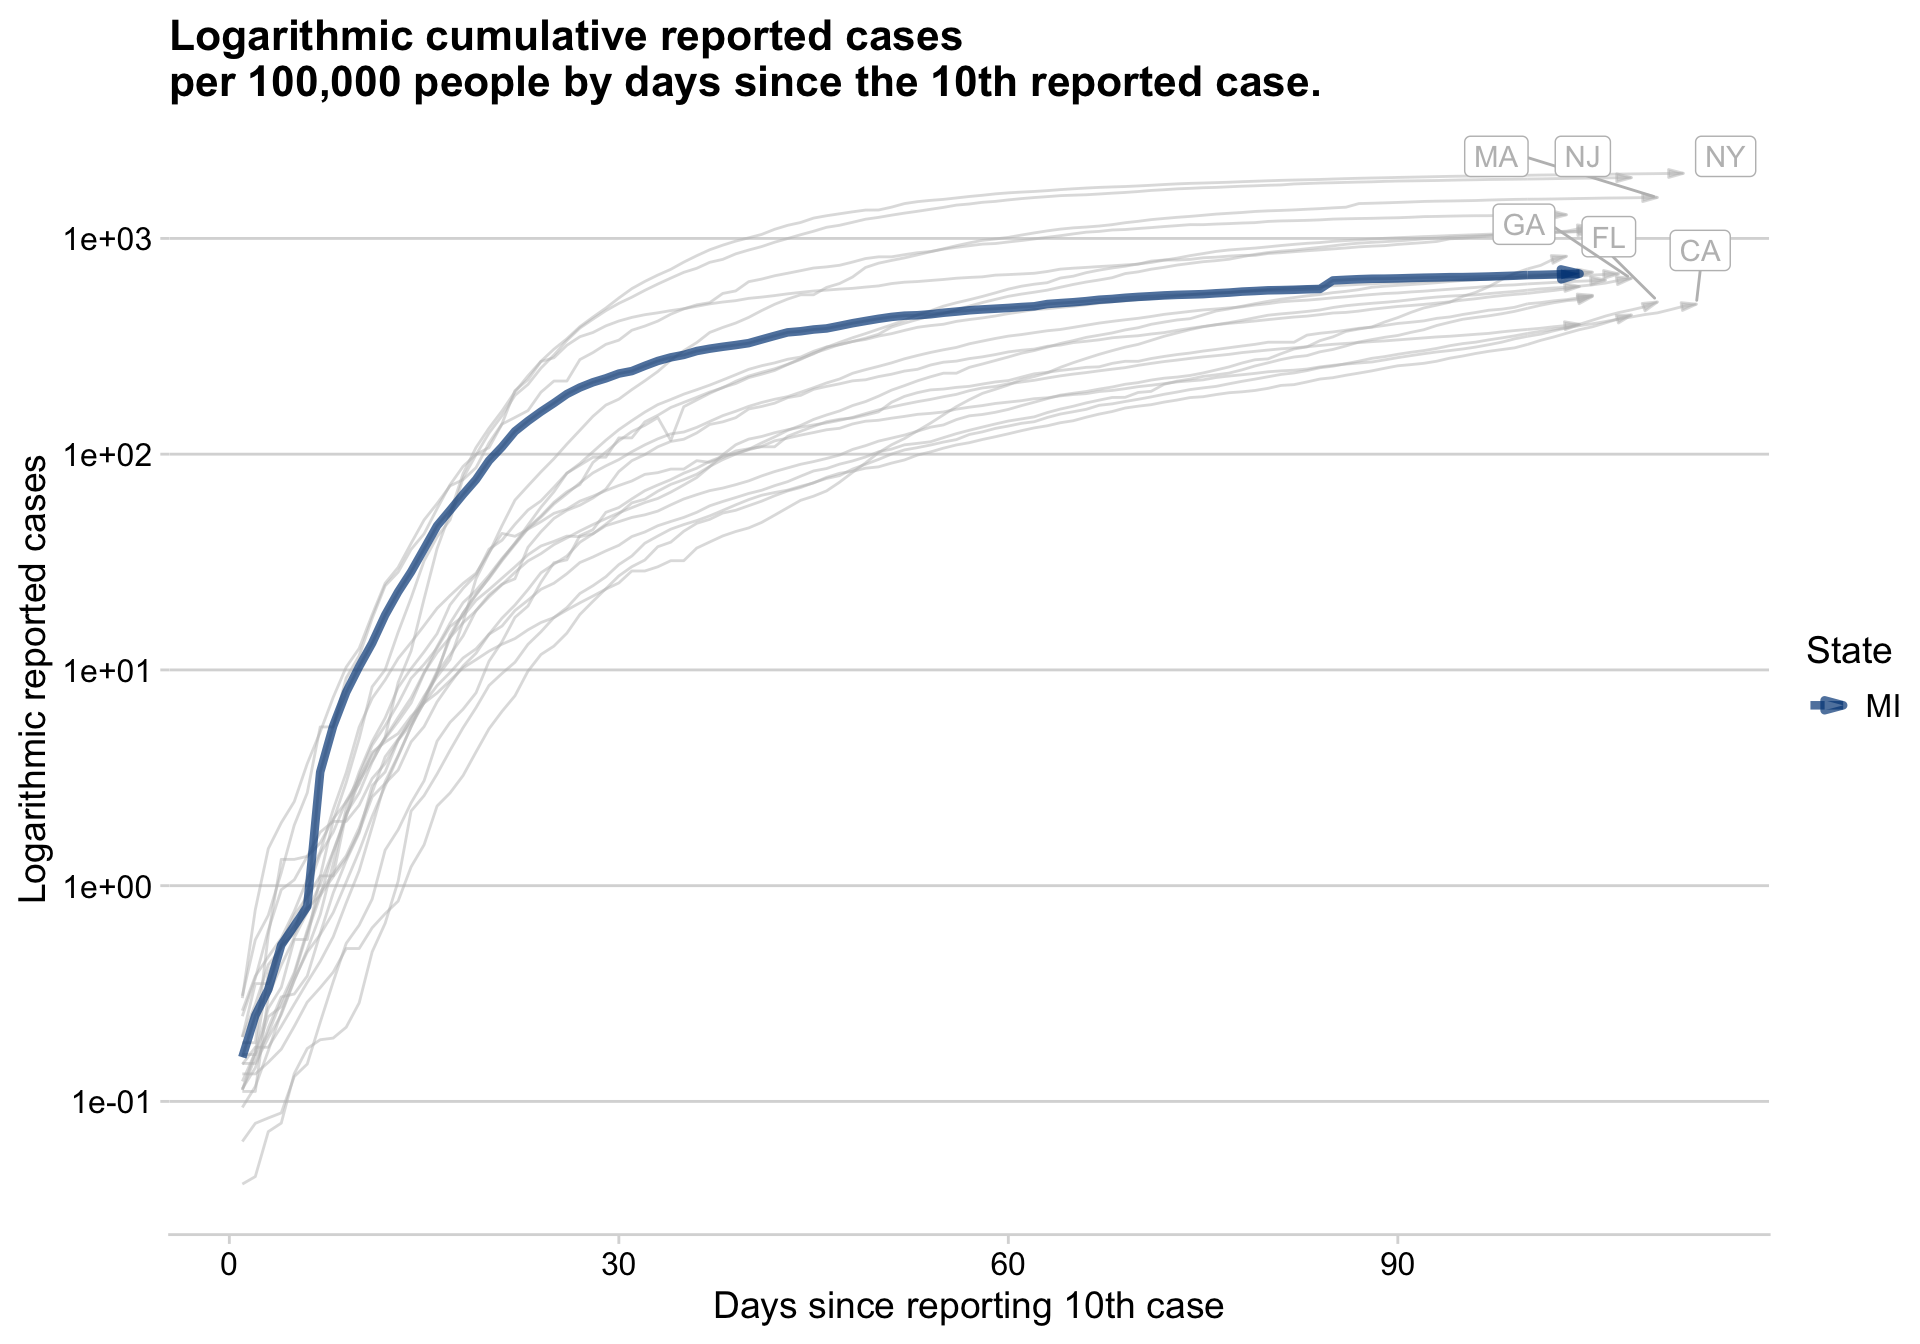 Logarithmic cumulative reported cases
per 100,000 people by days since the 10th reported case.
MA
NJ
NY
GA
FL
CA
1e+03
1e+02
1e+01
1e+00
1e-01
Logarithmic reported cases
0
30
60
90
Days since reporting 10th case
State
MI